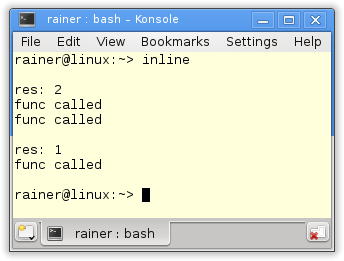 rainer : bash – Konsole
File Edit View Bookmarks Settings Help
rainer@linux:~> inline
res: 2
func called
func called
res: 1
func called
rainer@linux:~>
rainer : bash